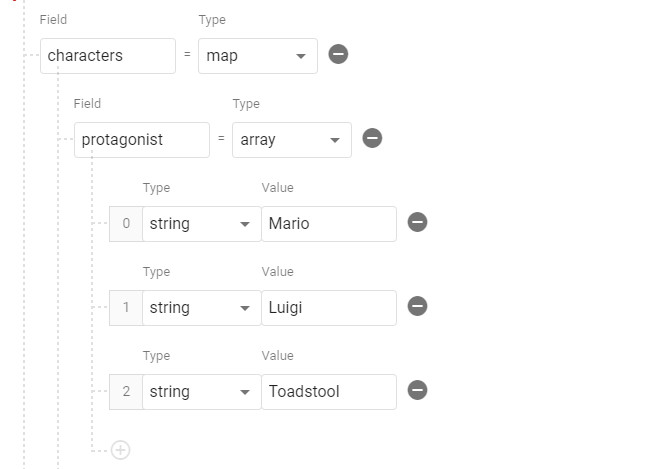 Field Type
characters = map
Field Type
protagonist = array
Type Value
0 string Mario
Type Value
1 string Luigi
Type Value
2 string Toadstool